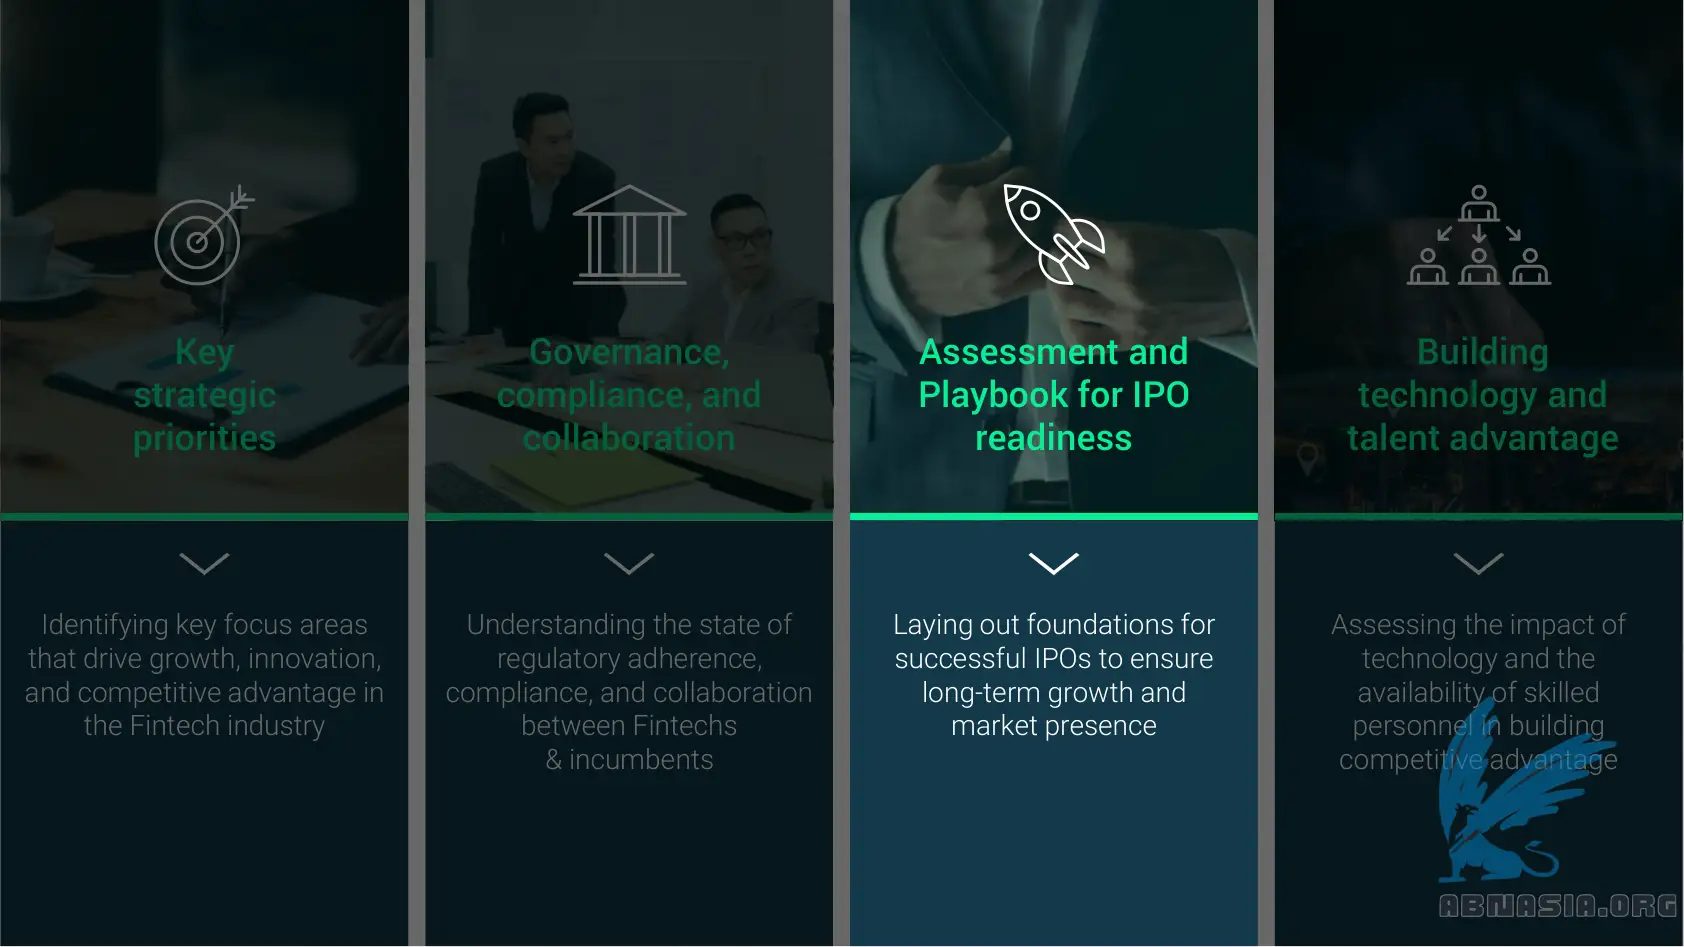 Key
strategic
priorities
Identifying key focus areas
that drive growth, innovation,
and competitive advantage in
the Fintech industry
Governance,
compliance, and
collaboration
Understanding the state of
regulatory adherence,
compliance, and collaboration
between Fintechs
& incumbents
Assessment and
Playbook for IPO
readiness
Laying out foundations for
successful IPOs to ensure
long-term growth and
market presence
Building
technology and
talent advantage
Assessing the impact of
technology and the
availability of skilled
personnel in building
competitive advantage
ABNASIA.ORG